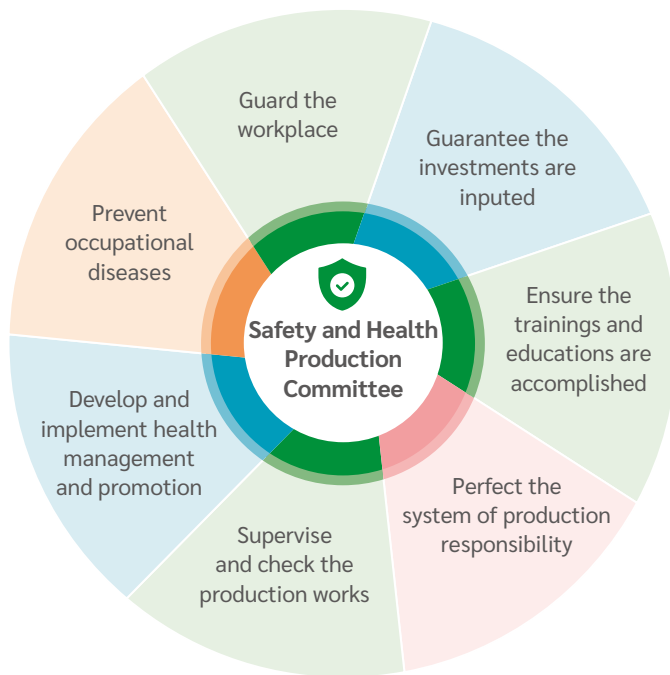 Guard the
workplace
Guarantee the
investments are
inputed
Ensure the
trainings and
educations are
accomplished
Perfect the
system of production
responsibility
Supervise
and check the
production works
Develop and
implement health
management
and promotion
Prevent
occupational
diseases
Safety and Health
Production
Committee